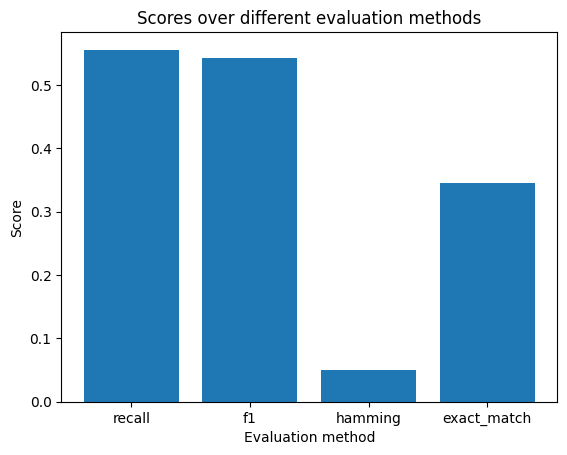 Scores over different evaluation methods
0.5
0.4
0.3
0.2
0.1
0.0
Score
recall
f1
hamming
exact_match
Evaluation method